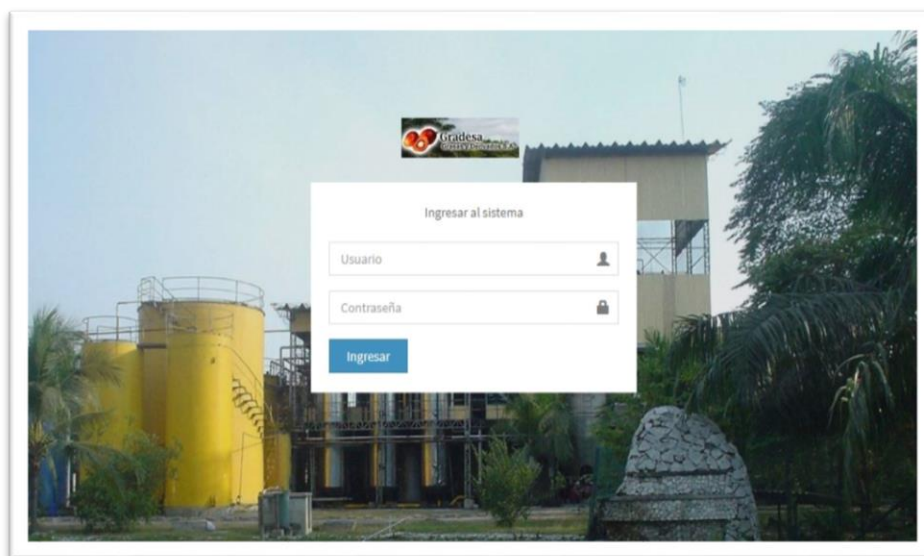 Gradesa
Ingresar al sistema
Usuario
Contraseña
Ingresar